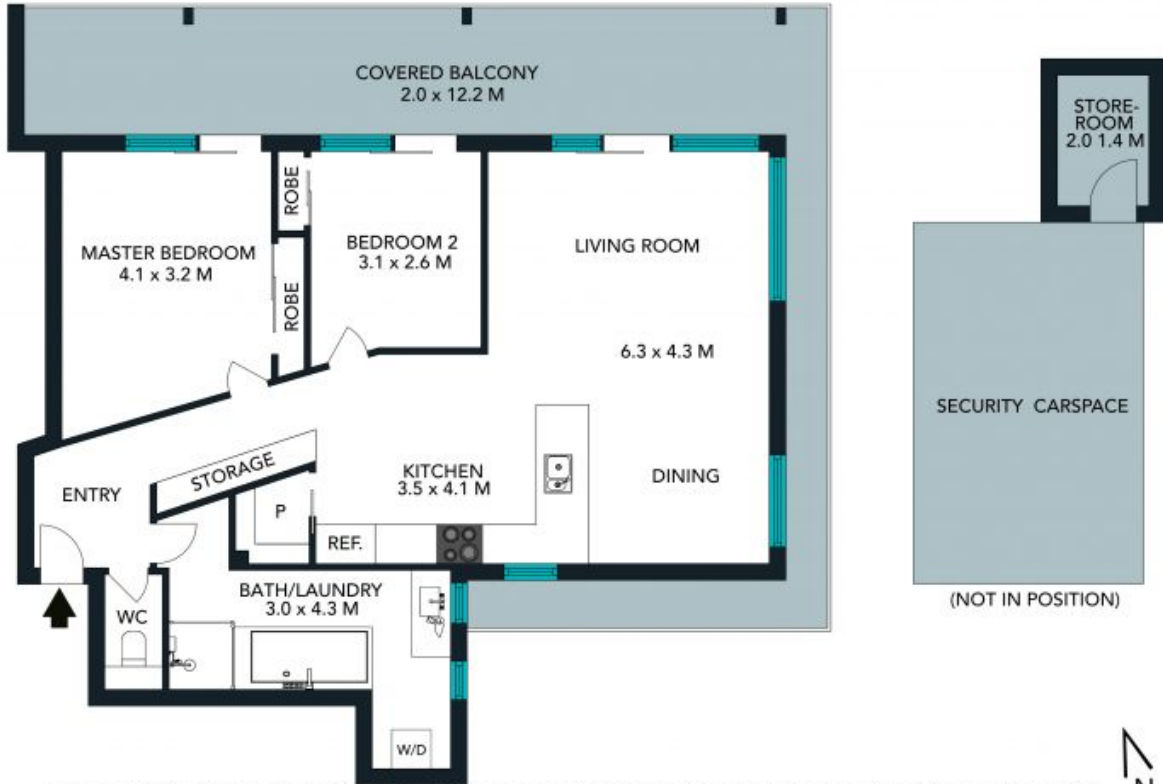 COVERED BALCONY
2.0 x 12.2 M
STORE-
ROOM
2.0 1.4 M
ROBE
MASTER BEDROOM
4.1 x 3.2 M
ROBE
BEDROOM 2
3.1 x 2.6 M
LIVING ROOM
6.3 x 4.3 M
SECURITY CARSPACE
(NOT IN POSITION)
ENTRY
STORAGE
P
KITCHEN
3.5 x 4.1 M
DINING
REF.
WC
BATH/LAUNDRY
3.0 x 4.3 M
W/D
N